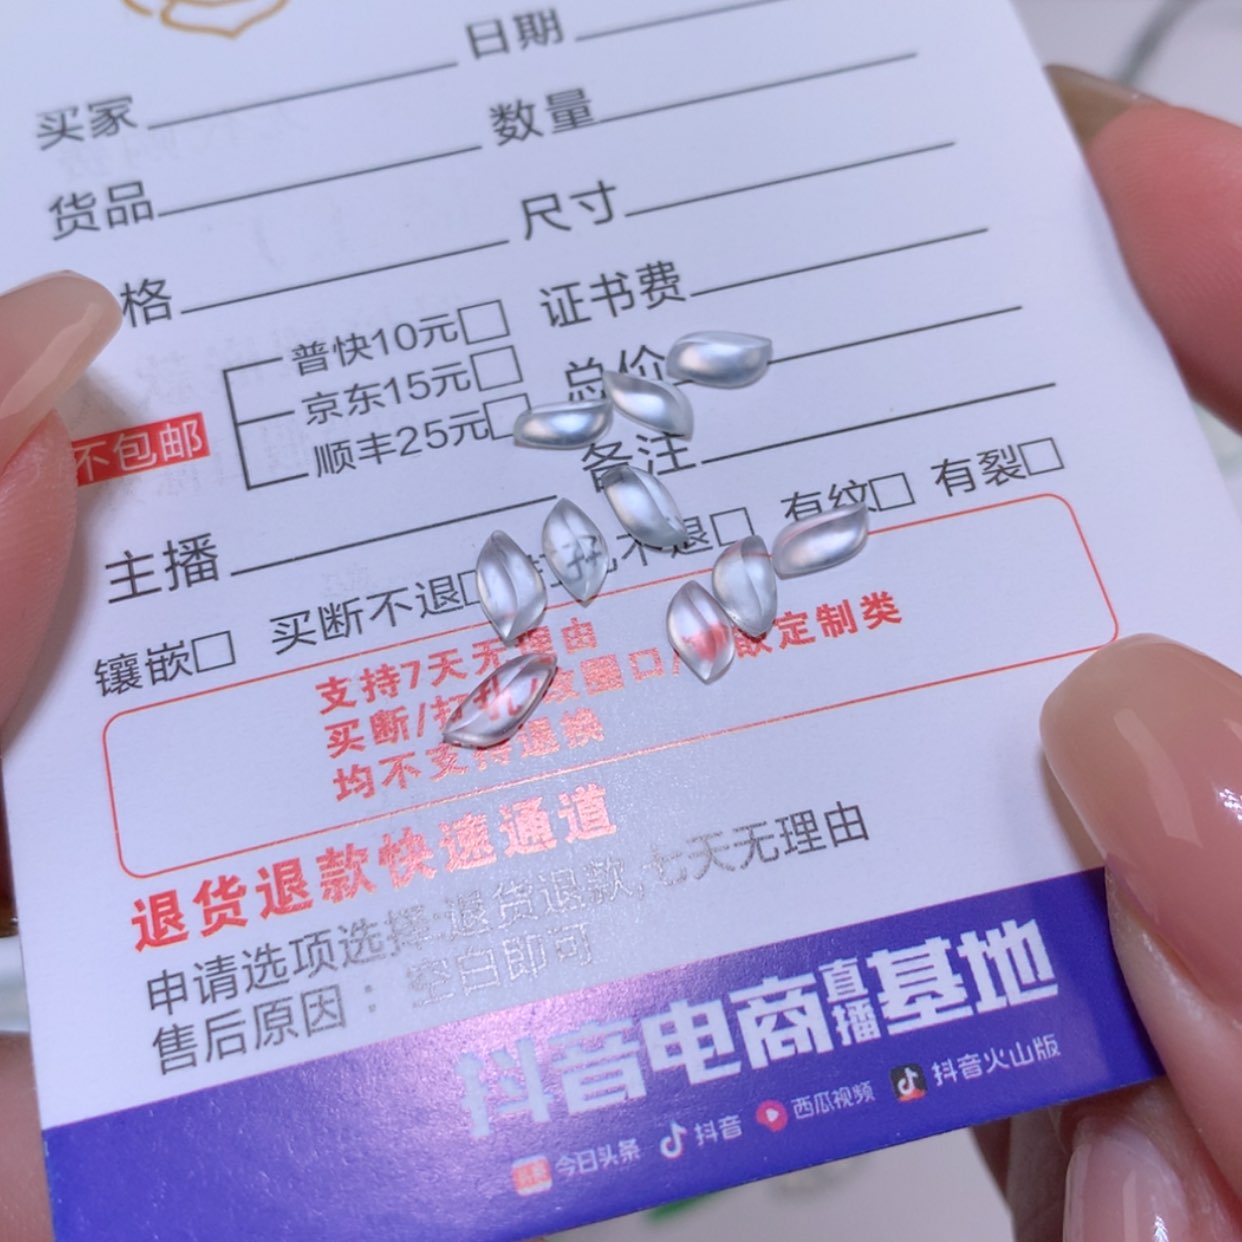 日期
买家
数量
货品
尺寸
格
证书费
普快10元
京东15元
顺丰25元
总价
不包邮
备注
主播
镶嵌 买断不退 不退 有纹 有裂
支持7天无理由
买断/打孔 改圈口/ 定制类
均不支持退换
退货退款快速通道
申请选项选择:退货退款,七天无理由
售后原因：空白即可
抖音电商直播基地
今日头条 抖音 西瓜视频 抖音火山版